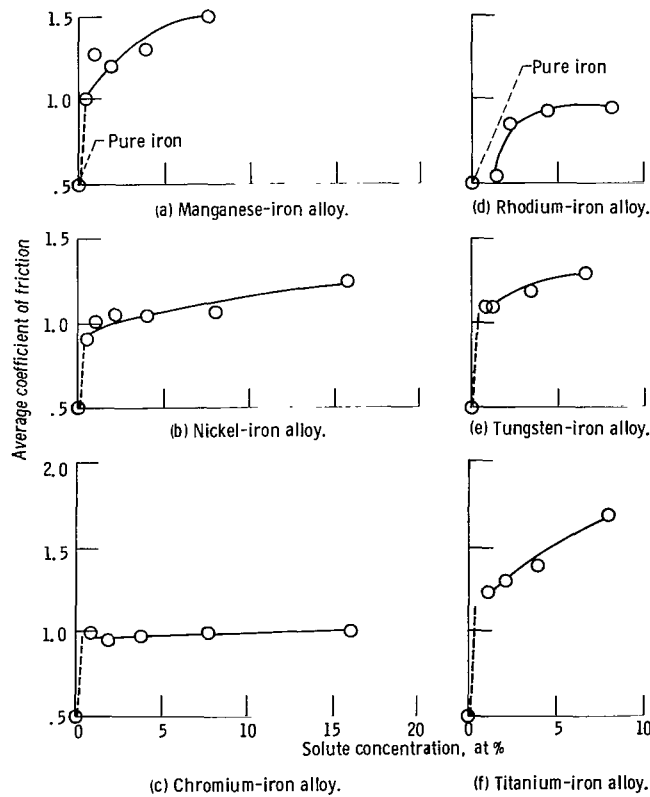 1.5
1.0
.5
Pure iron
(a) Manganese-iron alloy.
Pure iron
(d) Rhodium-iron alloy.
Average coefficient of friction
1.5
1.0
.5
(b) Nickel-iron alloy.
(e) Tungsten-iron alloy.
2.0
1.5
1.0
.5
0 5 10 15 20
0 5 10
Solute concentration, at %
(c) Chromium-iron alloy.
(f) Titanium-iron alloy.